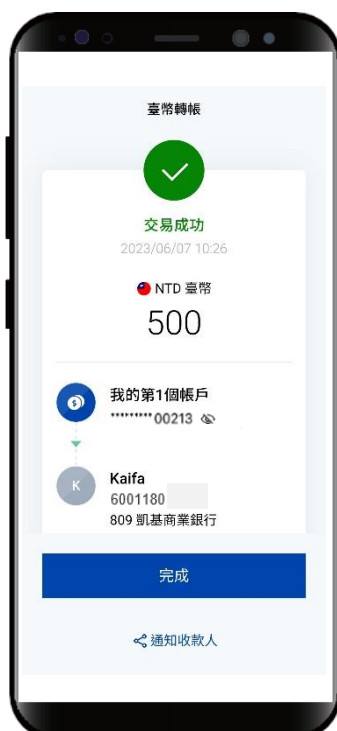 臺幣轉帳
交易成功
2023/06/07 10:26
NTD 臺幣
500
我的第1個帳戶
*********00213
K
Kaifa
6001180
809 凱基商業銀行
完成
通知收款人